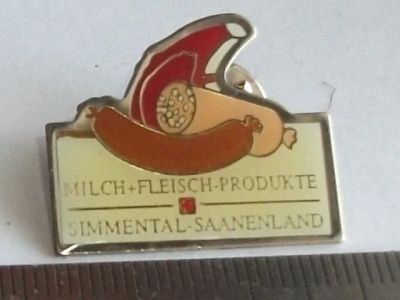 MILCH+FLEISCH-PRODUKTE
SIMMENTAL-SAANENLAND